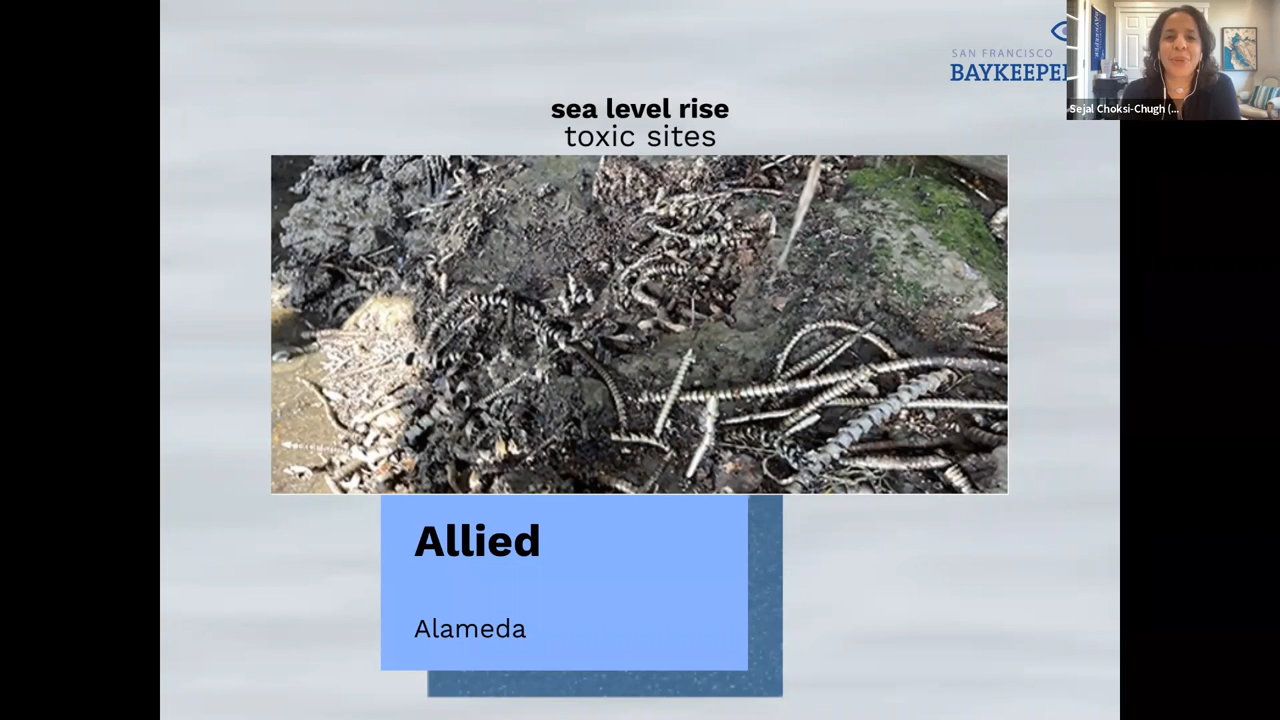 SAN FRANCISCO
BAYKEEPE
Sejal Choksi-Chugh (...
sea level rise
toxic sites
Allied
Alameda